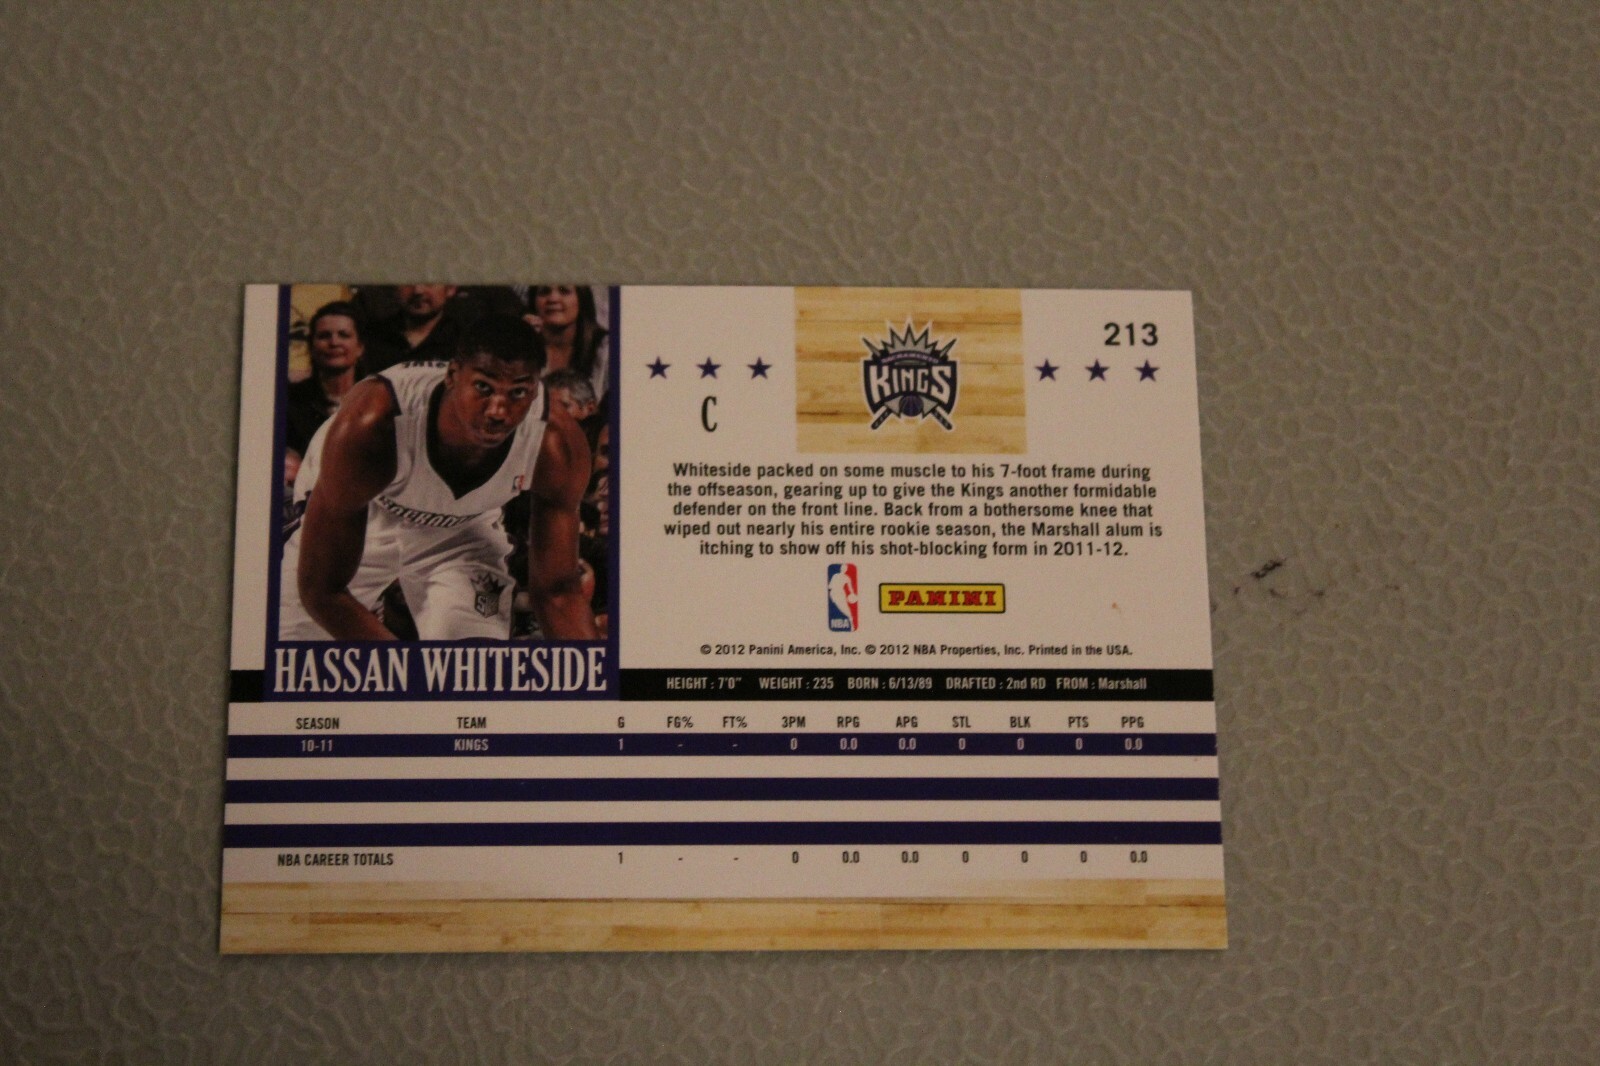 213
SACRAMENTO
KINGS
C
Whiteside packed on some muscle to his 7-foot frame during
the offseason, gearing up to give the Kings another formidable
defender on the front line. Back from a bothersome knee that
wiped out nearly his entire rookie season, the Marshall alum is
itching to show off his shot-blocking form in 2011-12.
NBA
PANINI
© 2012 Panini America, Inc. © 2012 NBA Properties, Inc. Printed in the USA.
HASSAN WHITESIDE
HEIGHT : 7'0" WEIGHT : 235 BORN : 6/13/89 DRAFTED : 2nd RD FROM : Marshall
SEASON TEAM G FG% FT% 3PM RPG APG STL BLK PTS PPG
10-11 KINGS 1 - - 0 0.0 0.0 0 0 0 0.0
NBA CAREER TOTALS 1 - - 0 0.0 0.0 0 0 0 0.0